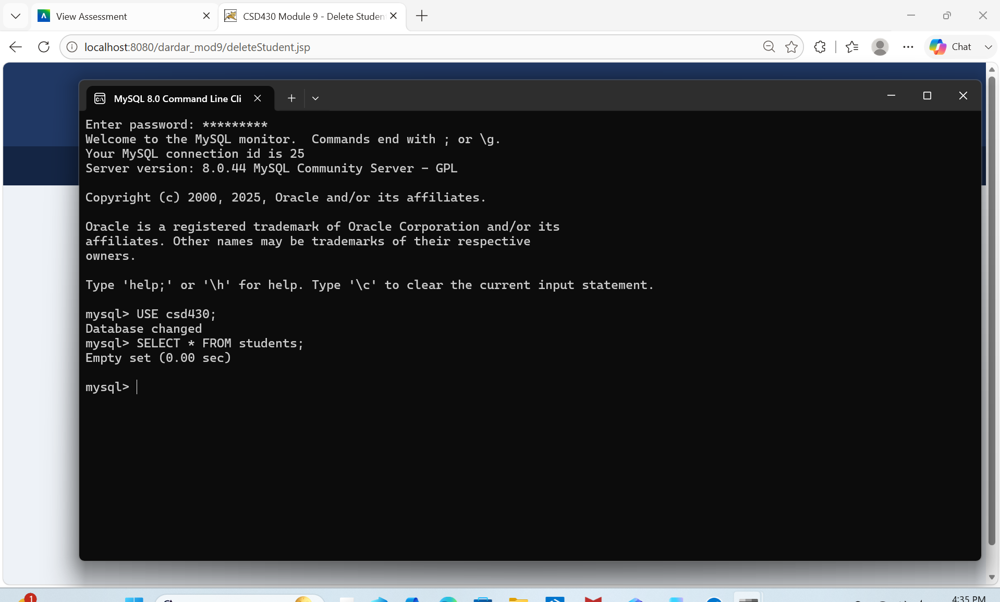 View Assessment
CSD430 Module 9 - Delete Studen
localhost:8080/dardar_mod9/deleteStudent.jsp
Chat
MySQL 8.0 Command Line Cli
Enter password: *********
Welcome to the MySQL monitor.  Commands end with ; or \g.
Your MySQL connection id is 25
Server version: 8.0.44 MySQL Community Server - GPL
Copyright (c) 2000, 2025, Oracle and/or its affiliates.
Oracle is a registered trademark of Oracle Corporation and/or its
affiliates. Other names may be trademarks of their respective
owners.
Type 'help;' or '\h' for help. Type '\c' to clear the current input statement.
mysql> USE csd430;
Database changed
mysql> SELECT * FROM students;
Empty set (0.00 sec)
mysql>
1
4:35 PM